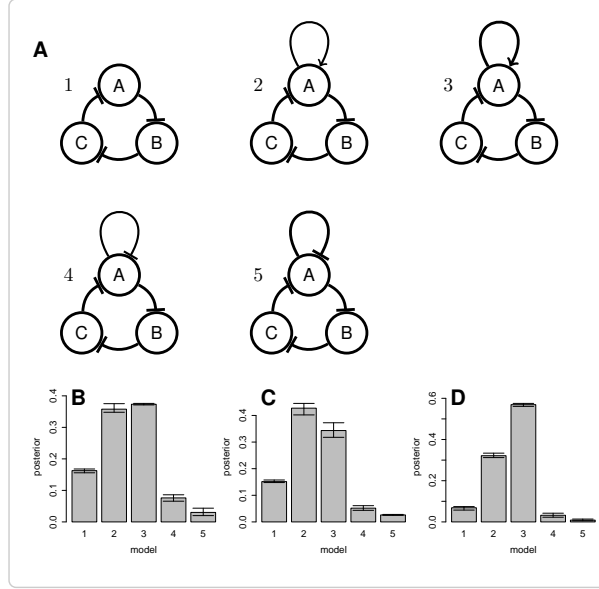 A
1 A B C
2 A B C
3 A B C
4 A B C
5 A B C
B
posterior
0.0 0.1 0.2 0.3 0.4
1 2 3 4 5
model
C
posterior
0.0 0.1 0.2 0.3 0.4
1 2 3 4 5
model
D
posterior
0.0 0.2 0.4 0.6
1 2 3 4 5
model